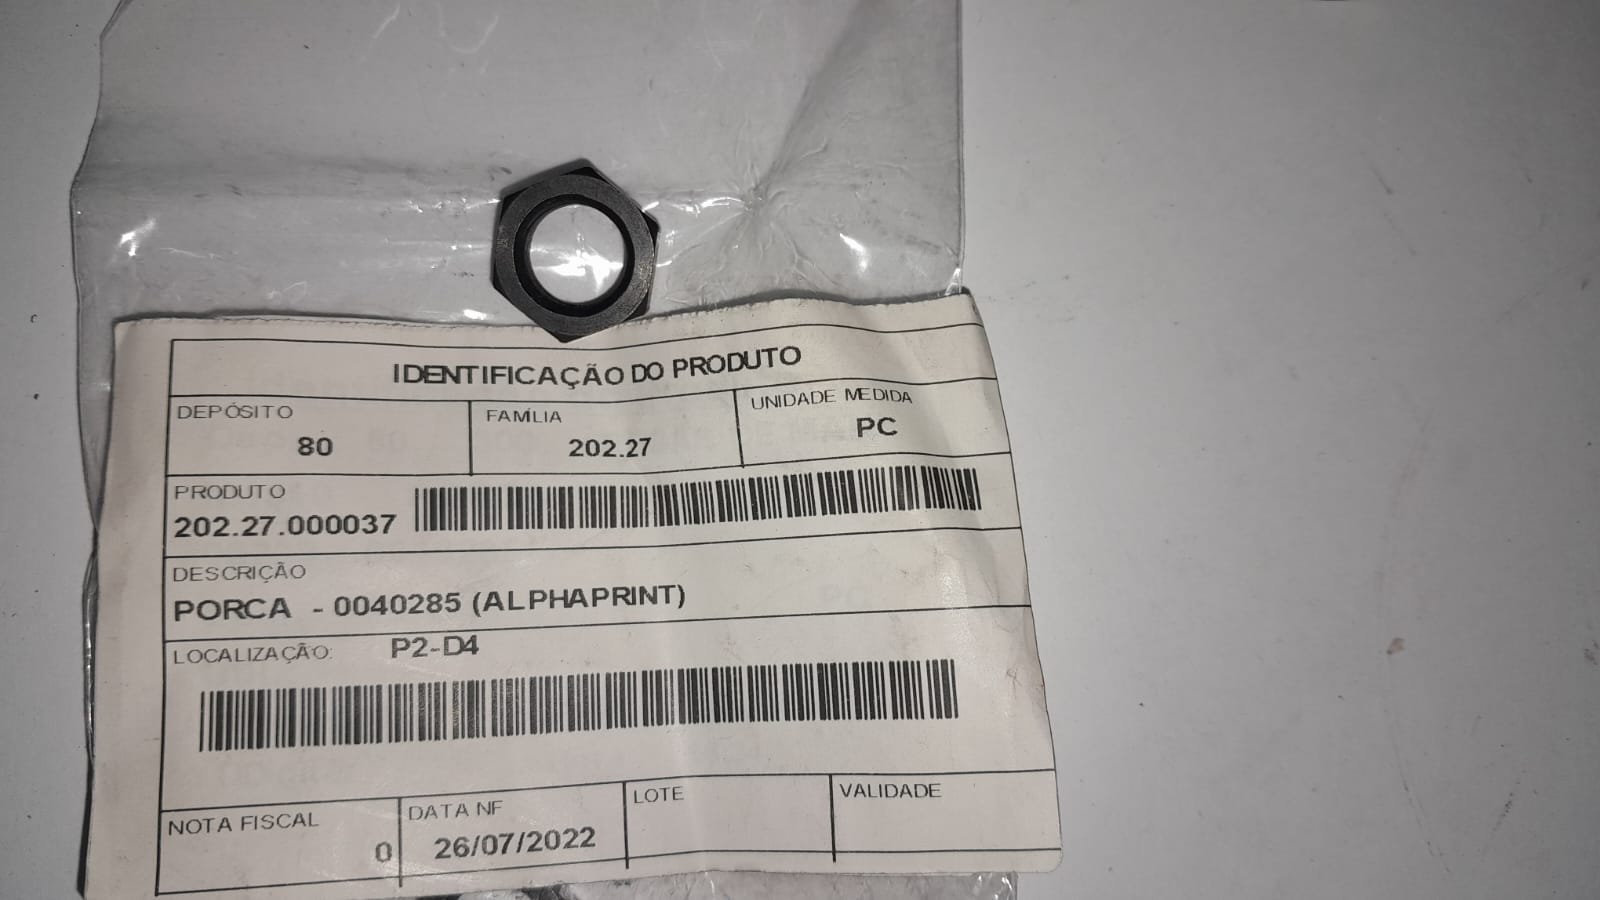 IDENTIFICAÇÃO DO PRODUTO
DEPÓSITO
80
FAMÍLIA
202.27
UNIDADE MEDIDA
PC
PRODUTO
202.27.000037
DESCRIÇÃO
PORCA - 0040285 (ALPHAPRINT)
LOCALIZAÇÃO: P2-D4
NOTA FISCAL
0
DATA NF
26/07/2022
LOTE
VALIDADE